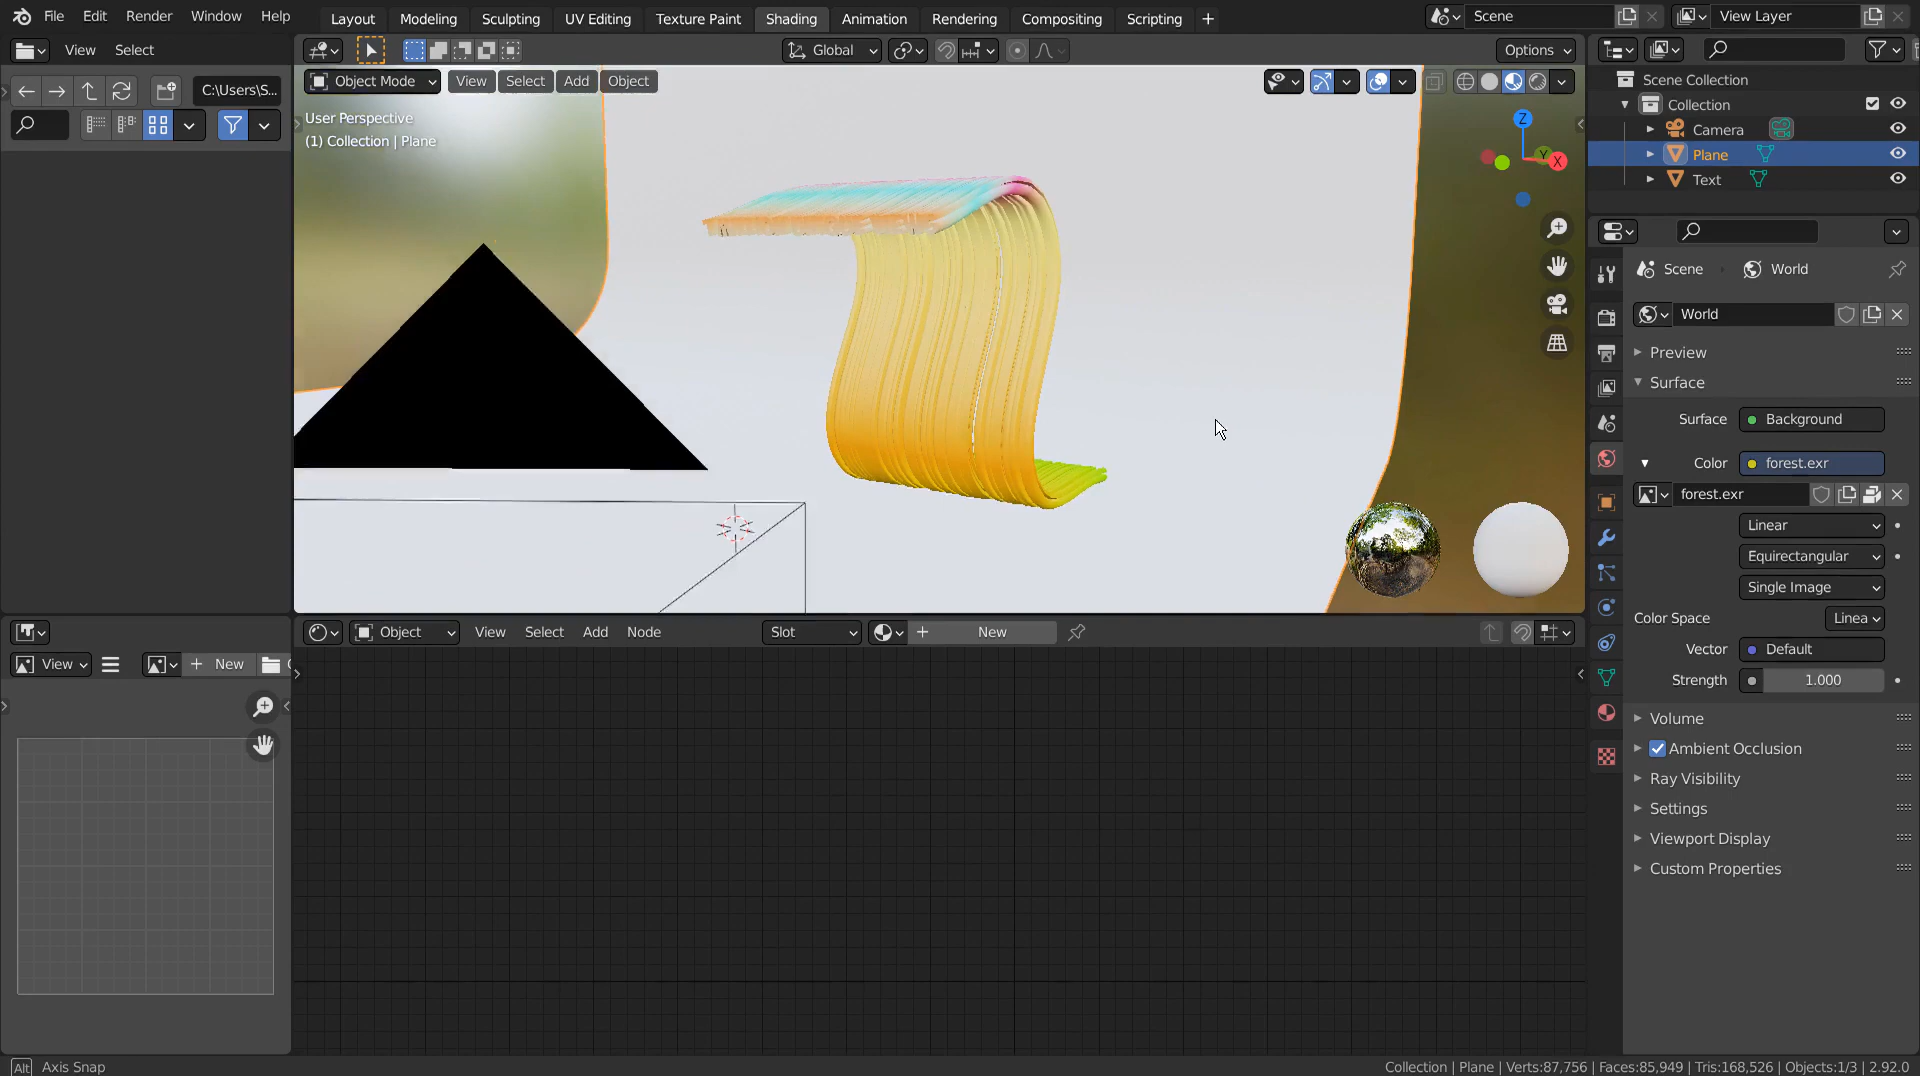 File Edit Render Window Help Layout Modeling Sculpting UV Editing Texture Paint Shading Animation Rendering Compositing Scripting + Scene View Layer
View Select Global Options
C:\Users\S... Object Mode View Select Add Object
Scene Collection
Collection
Camera
Plane
Text
User Perspective
(1) Collection | Plane
Z
Y
X
Scene World
World
Preview
Surface
Surface Background
Color forest.exr
forest.exr
Linear
Equirectangular
Single Image
Color Space Linea
Vector Default
Strength 1.000
Volume
Ambient Occlusion
Ray Visibility
Settings
Viewport Display
Custom Properties
Object View Select Add Node Slot + New
View + New
Alt Axis Snap
Collection | Plane | Verts:87,756 | Faces:85,949 | Tris:168,526 | Objects:1/3 | 2.92.0